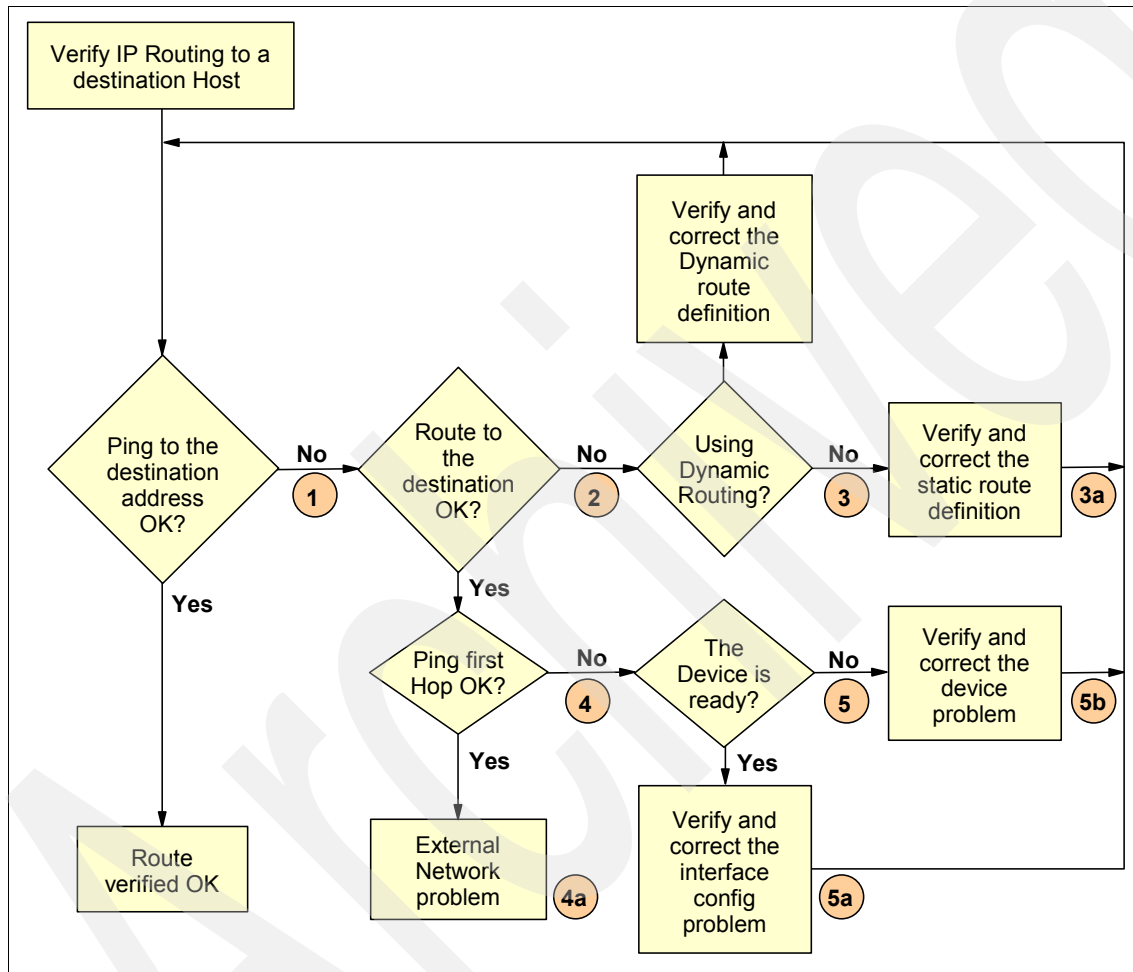 Verify IP Routing to a
destination Host
Verify and
correct the
Dynamic
route
definition
Ping to the
destination
address
OK?
No
1
Route to
the
destination
OK?
No
2
Using
Dynamic
Routing?
No
3
Verify and
correct the
static route
definition
3a
Yes
Yes
Ping first
Hop OK?
No
4
The
Device is
ready?
No
5
Verify and
correct the
device
problem
5b
Yes
Yes
Route
verified OK
External
Network
problem
4a
Verify and
correct the
interface
config
problem
5a
Archived